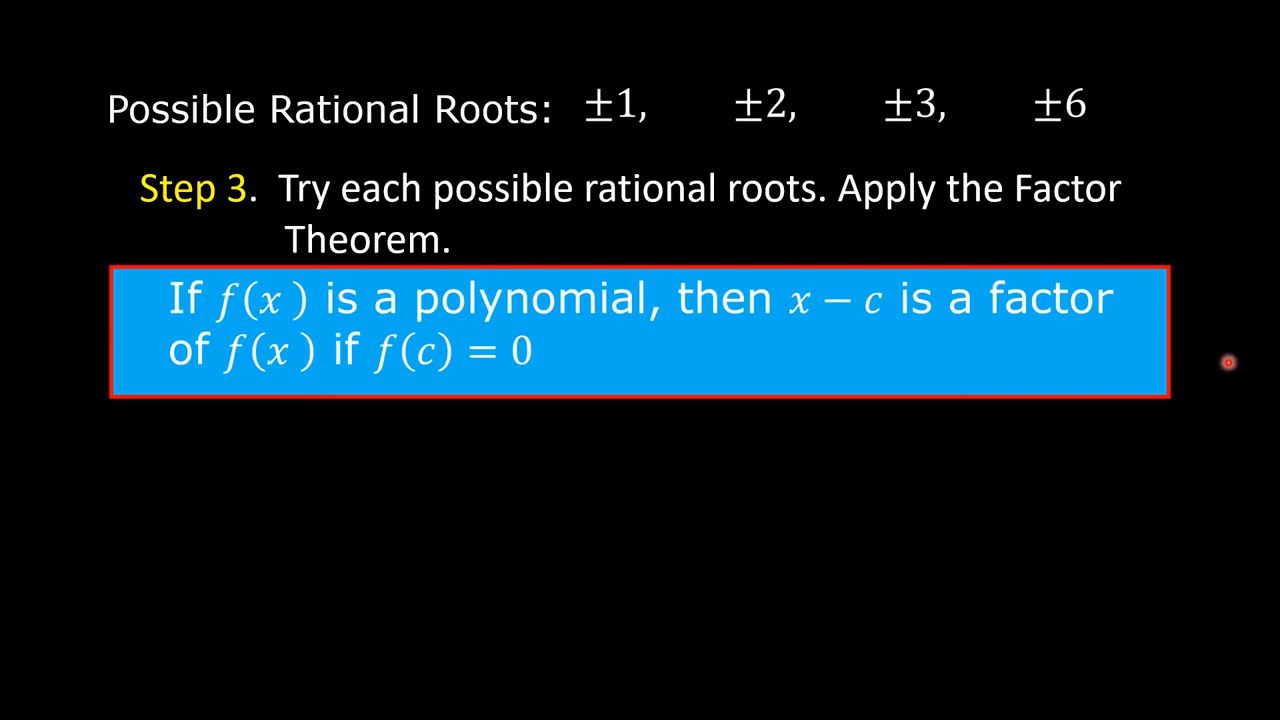 Possible Rational Roots: ±1, ±2, ±3, ±6
Step 3. Try each possible rational roots. Apply the Factor
Theorem.
If f(x ) is a polynomial, then x − c is a factor
of f(x ) if f(c) = 0